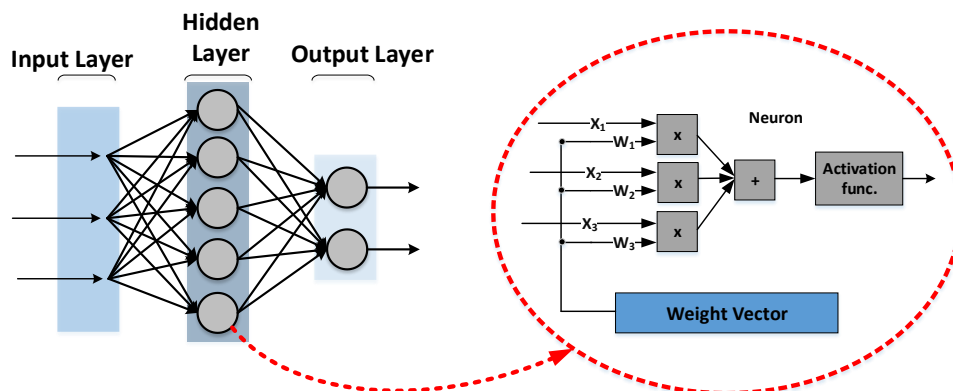 Input Layer
Hidden
Layer
Output Layer
Neuron
X1
W1
x
X2
W2
x
X3
W3
x
+
Activation
func.
Weight Vector